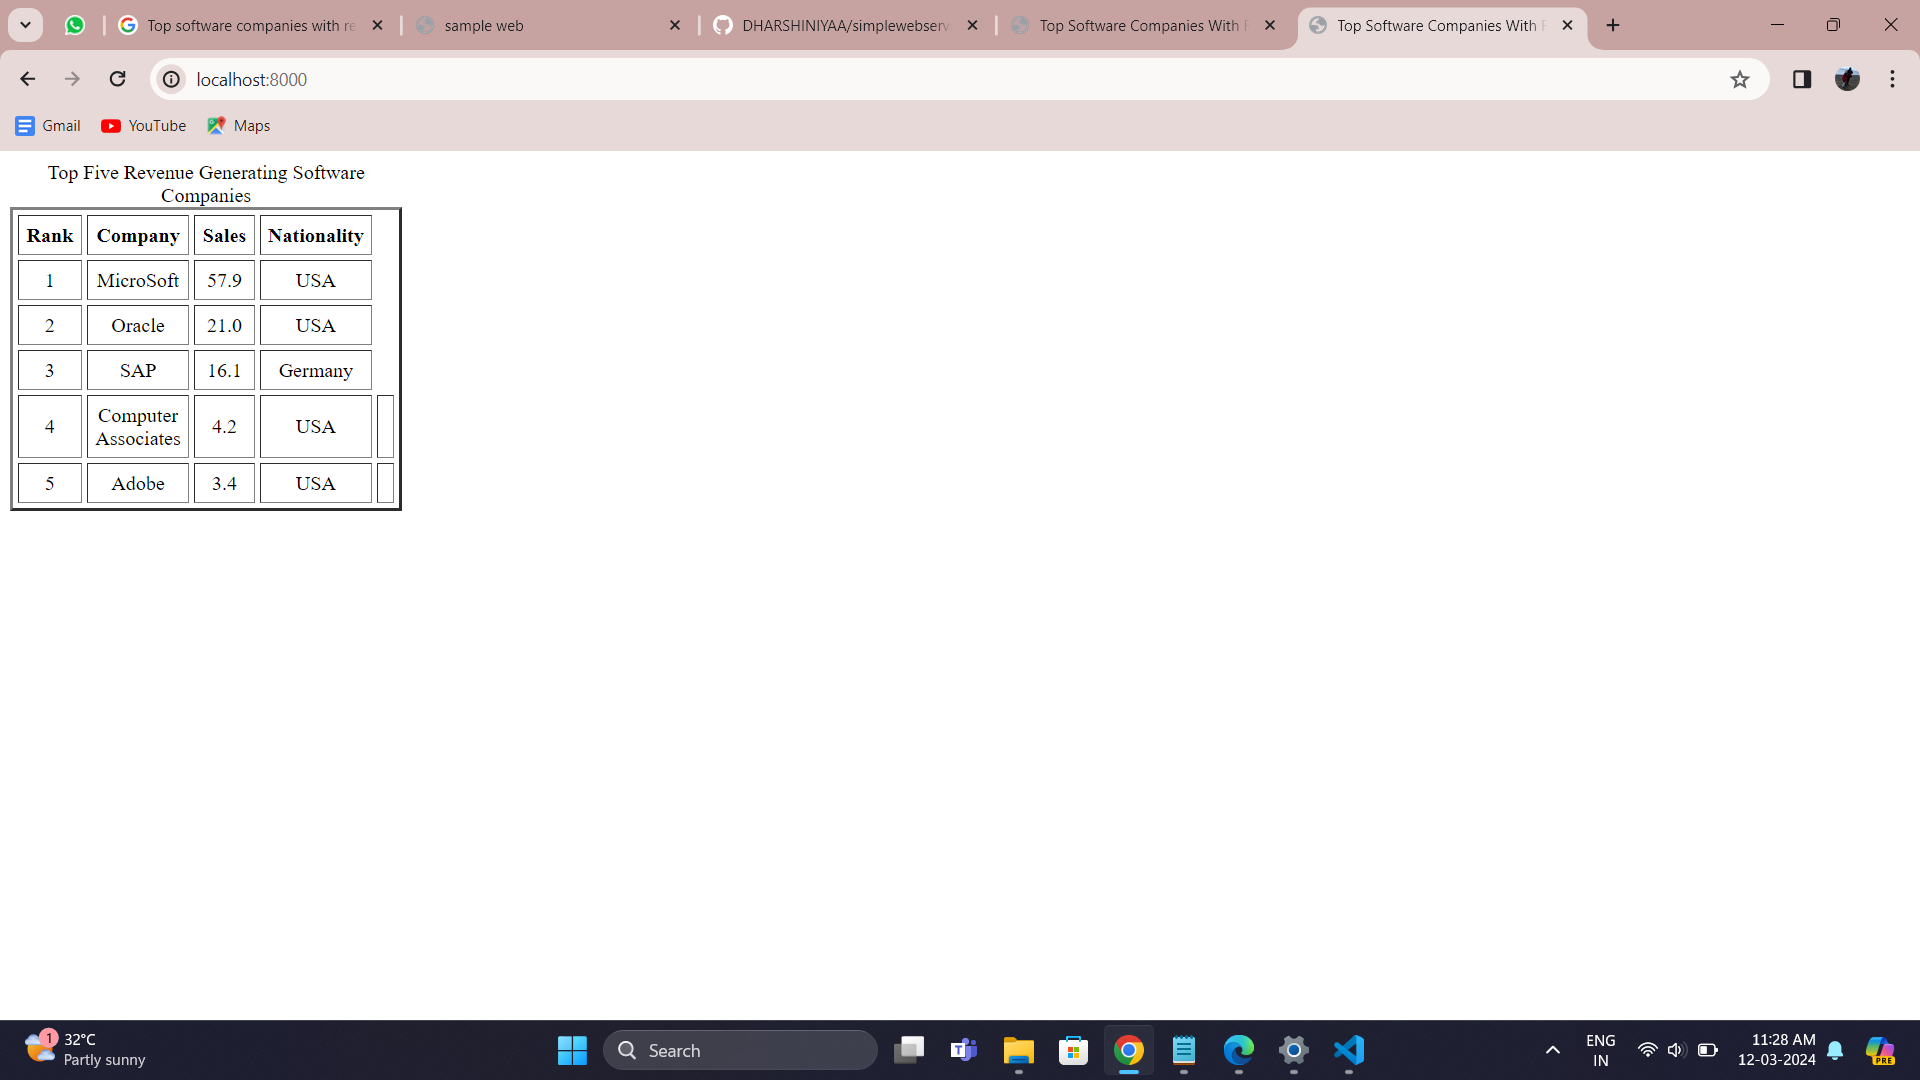 Top software companies with re
sample web
DHARSHINIYAA/simplewebserv
Top Software Companies With
Top Software Companies With
localhost:8000
Gmail
YouTube
Maps
Top Five Revenue Generating Software
Companies
Rank Company Sales Nationality
1 MicroSoft 57.9 USA
2 Oracle 21.0 USA
3 SAP 16.1 Germany
4 Computer Associates 4.2 USA
5 Adobe 3.4 USA
1
32°C
Partly sunny
Search
ENG
IN
11:28 AM
12-03-2024
PRE